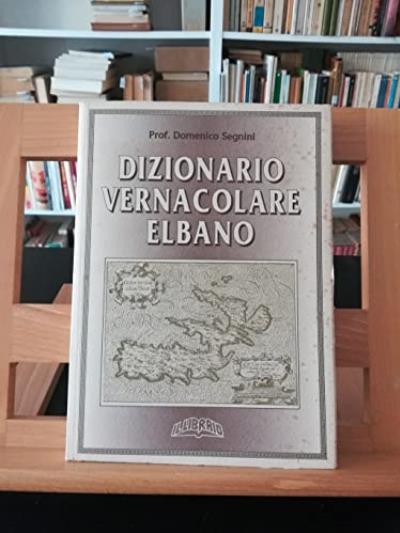 Prof. Domenico Segnini
DIZIONARIO
VERNACOLARE
ELBANO
IL LIBRAIO